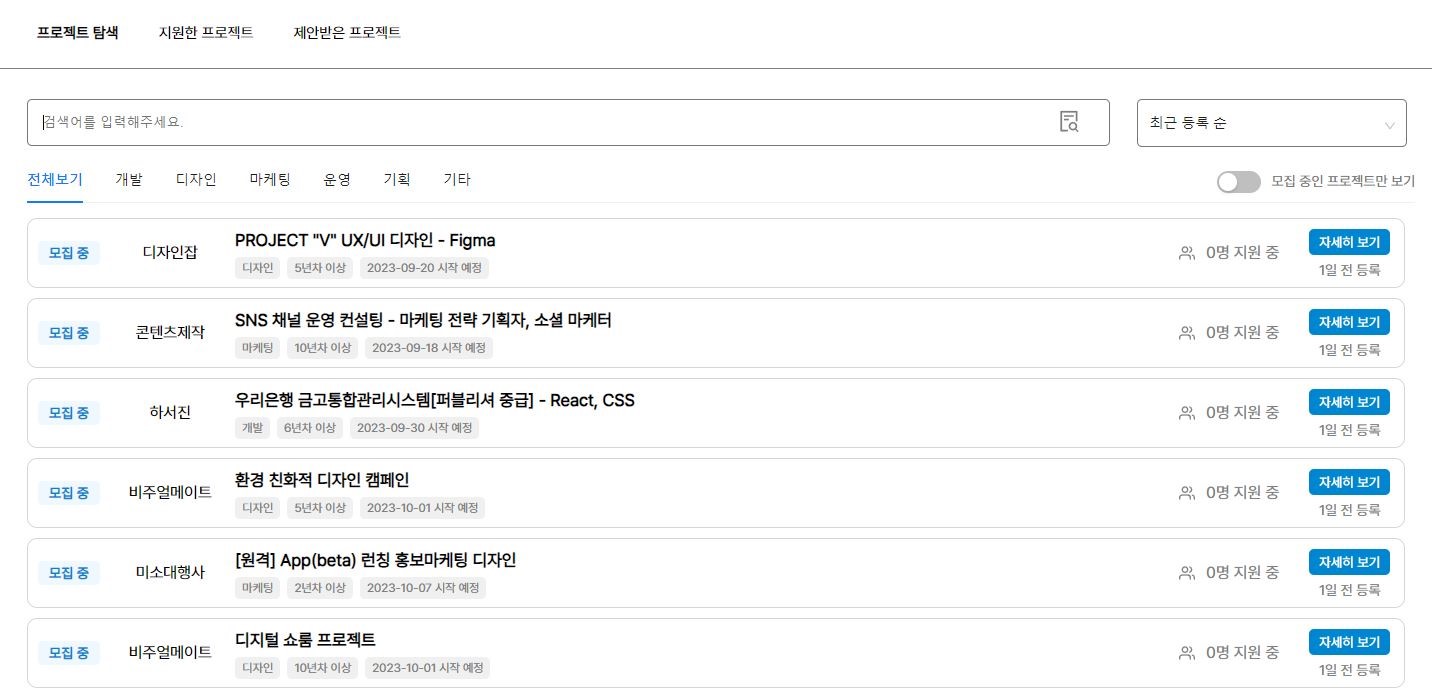 프로젝트 탐색 지원한 프로젝트 제안받은 프로젝트
검색어를 입력해주세요. 최근 등록 순
전체보기 개발 디자인 마케팅 운영 기획 기타 모집 중인 프로젝트만 보기
모집 중 디자인잡 PROJECT "V" UX/UI 디자인 - Figma 0명 지원 중 자세히 보기
디자인 5년차 이상 2023-09-20 시작 예정 1일 전 등록
모집 중 콘텐츠제작 SNS 채널 운영 컨설팅 - 마케팅 전략 기획자, 소셜 마케터 0명 지원 중 자세히 보기
마케팅 10년차 이상 2023-09-18 시작 예정 1일 전 등록
모집 중 하서진 우리은행 금고통합관리시스템[퍼블리셔 중급] - React, CSS 0명 지원 중 자세히 보기
개발 6년차 이상 2023-09-30 시작 예정 1일 전 등록
모집 중 비주얼메이트 환경 친화적 디자인 캠페인 0명 지원 중 자세히 보기
디자인 5년차 이상 2023-10-01 시작 예정 1일 전 등록
모집 중 미소대행사 [원격] App(beta) 런칭 홍보마케팅 디자인 0명 지원 중 자세히 보기
마케팅 2년차 이상 2023-10-07 시작 예정 1일 전 등록
모집 중 비주얼메이트 디지털 쇼룸 프로젝트 0명 지원 중 자세히 보기
디자인 10년차 이상 2023-10-01 시작 예정 1일 전 등록